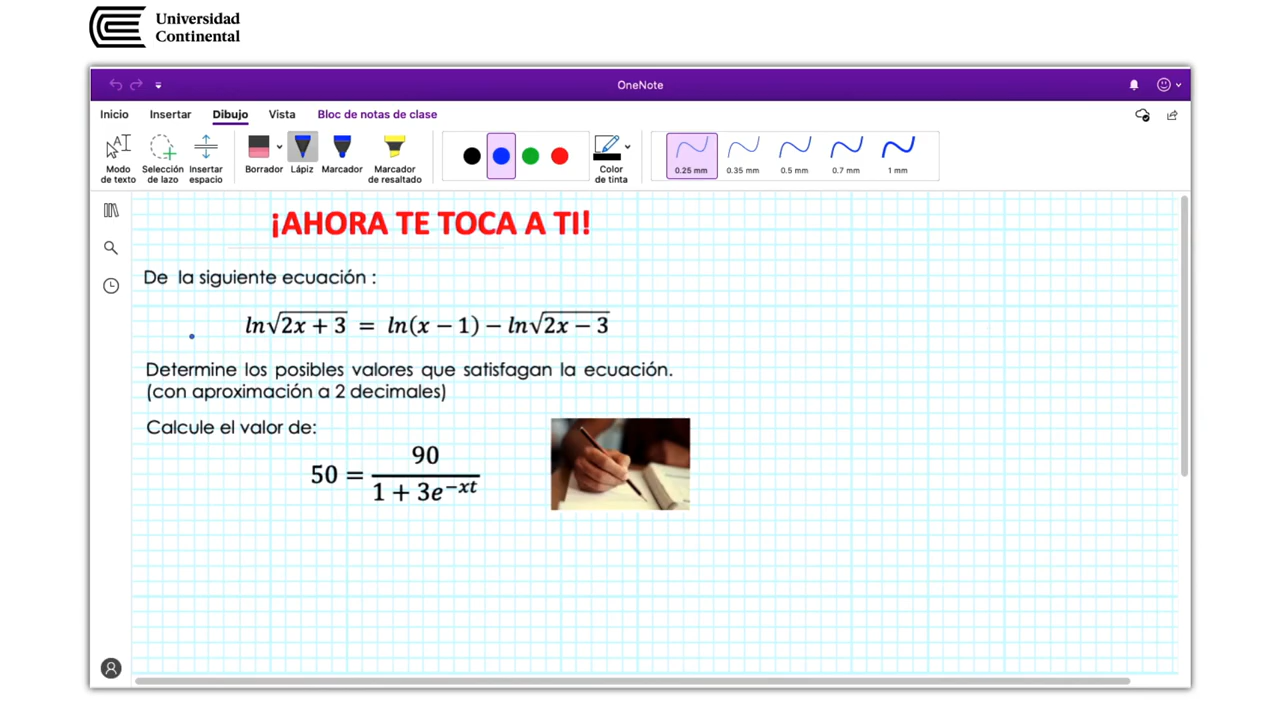 Universidad
Continental
OneNote
Inicio Insertar Dibujo Vista Bloc de notas de clase
Modo de texto
Selección de lazo
Insertar espacio
Borrador
Lápiz
Marcador
Marcador de resaltado
Color de tinta
0.25 mm 0.35 mm 0.5 mm 0.7 mm 1 mm
¡AHORA TE TOCA A TI!
De la siguiente ecuación :
ln√(2x + 3) = ln(x − 1) − ln√(2x − 3)
Determine los posibles valores que satisfagan la ecuación.
(con aproximación a 2 decimales)
Calcule el valor de:
50 = 90 / (1 + 3e^(−xt))